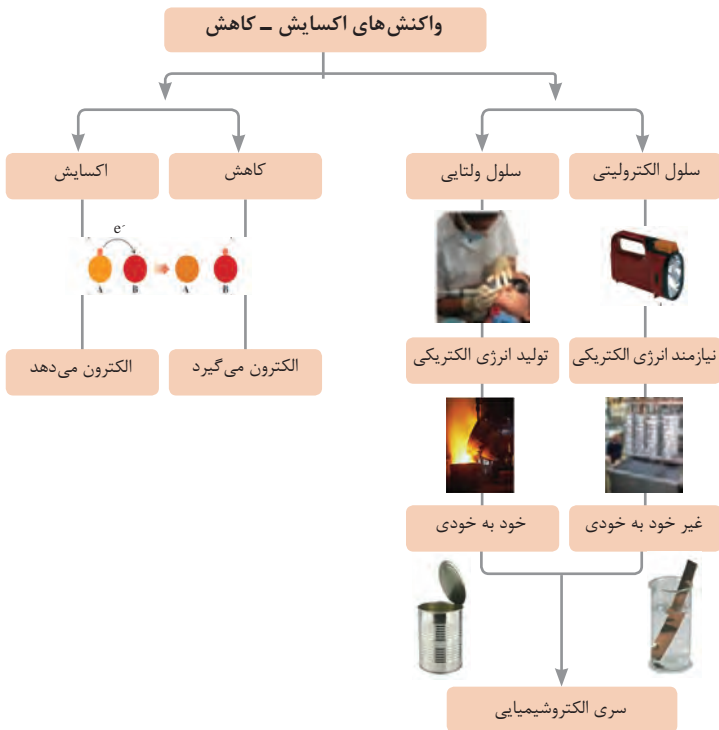 واکنش‌های اکسایش ـ کاهش
سلول الکترولیتی
سلول ولتایی
کاهش
اکسایش
e⁻
A B A B
نیازمند انرژی الکتریکی
تولید انرژی الکتریکی
الکترون می‌گیرد
الکترون می‌دهد
غیر خود به خودی
خود به خودی
سری الکتروشیمیایی